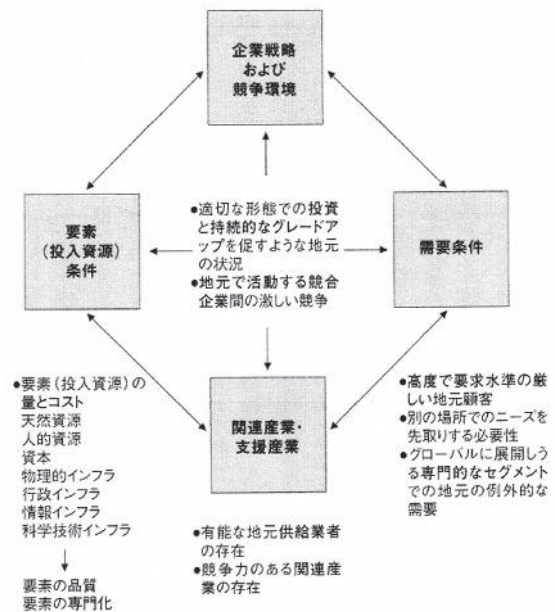 企業戦略
および
競争環境
要素
(投入資源)
条件
●適切な形態での投資
と持続的なグレードア
ップを促すような地元
の状況
●地元で活動する競合
企業間の激しい競争
需要条件
●要素(投入資源)の
量とコスト
天然資源
人的資源
資本
物理的インフラ
行政インフラ
情報インフラ
科学技術インフラ
要素の品質
要素の専門化
関連産業・
支援産業
●有能な地元供給業者
の存在
●競争力のある関連産
業の存在
●高度で要求水準の厳
しい地元顧客
●別の場所でのニーズを
先取りする必要性
●グローバルに展開しう
る専門的なセグメント
での地元の例外的な
需要